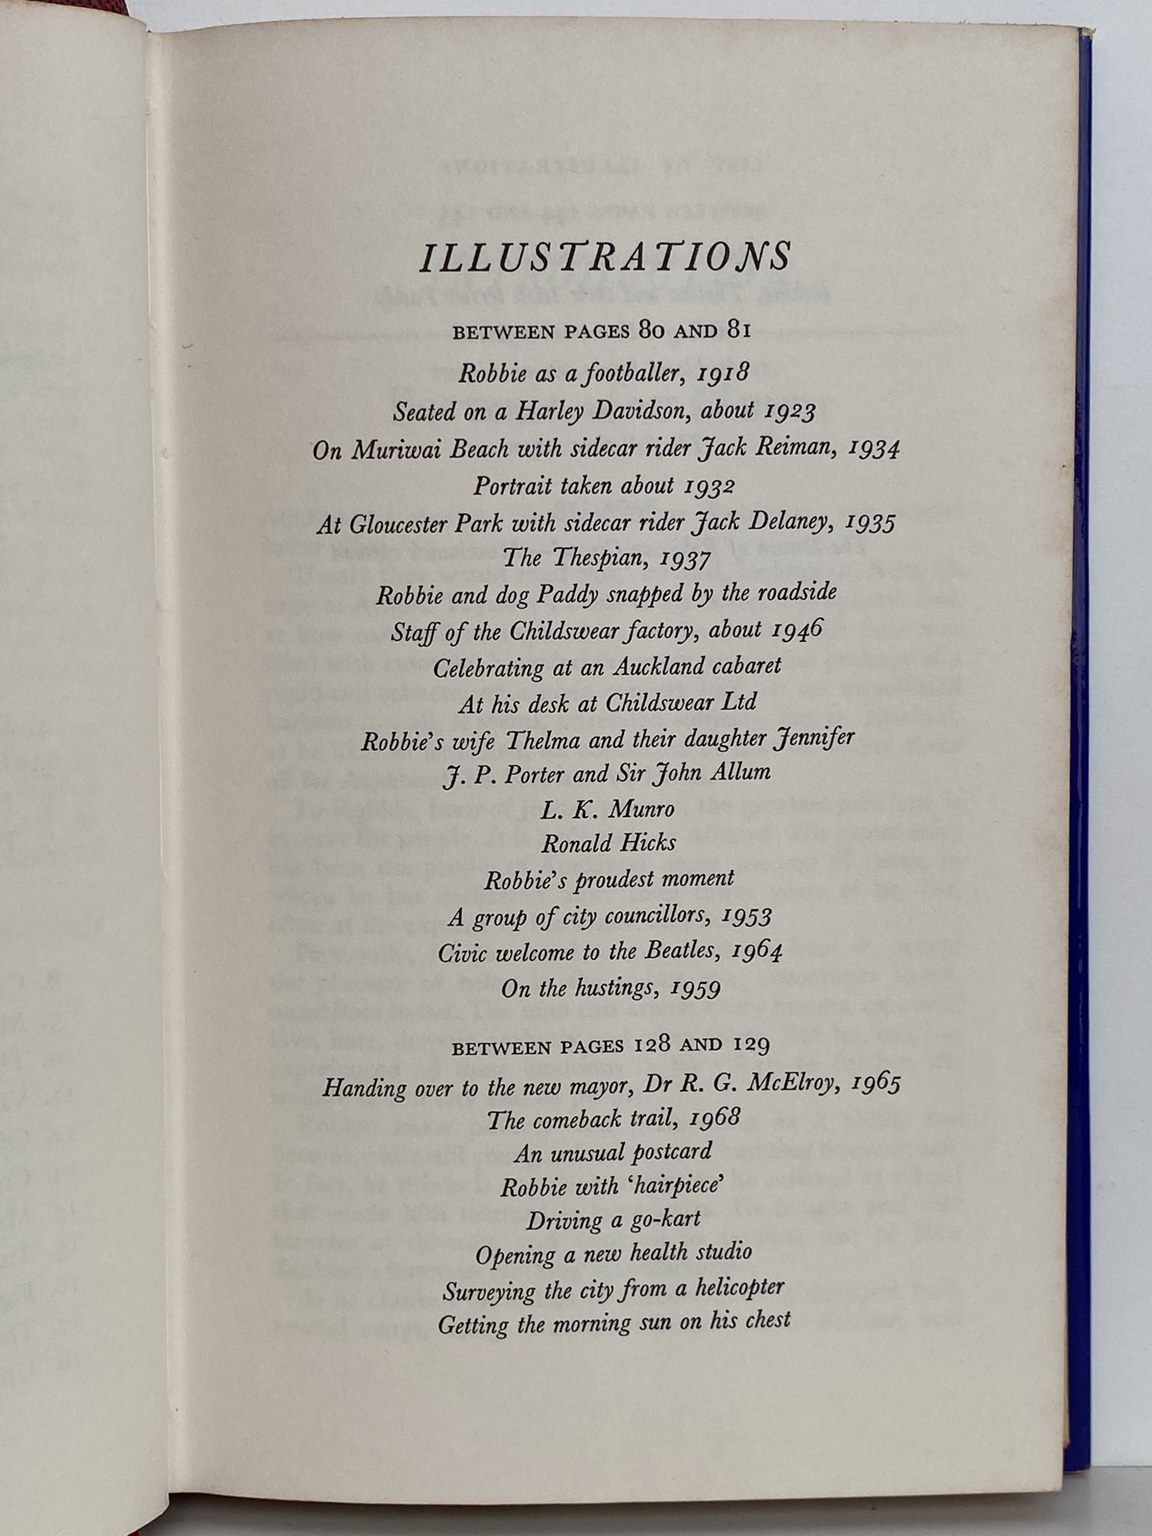 ILLUSTRATIONS
BETWEEN PAGES 80 AND 81
Robbie as a footballer, 1918
Seated on a Harley Davidson, about 1923
On Muriwai Beach with sidecar rider Jack Reiman, 1934
Portrait taken about 1932
At Gloucester Park with sidecar rider Jack Delaney, 1935
The Thespian, 1937
Robbie and dog Paddy snapped by the roadside
Staff of the Childswear factory, about 1946
Celebrating at an Auckland cabaret
At his desk at Childswear Ltd
Robbie's wife Thelma and their daughter Jennifer
J. P. Porter and Sir John Allum
L. K. Munro
Ronald Hicks
Robbie's proudest moment
A group of city councillors, 1953
Civic welcome to the Beatles, 1964
On the hustings, 1959
BETWEEN PAGES 128 AND 129
Handing over to the new mayor, Dr R. G. McElroy, 1965
The comeback trail, 1968
An unusual postcard
Robbie with 'hairpiece'
Driving a go-kart
Opening a new health studio
Surveying the city from a helicopter
Getting the morning sun on his chest